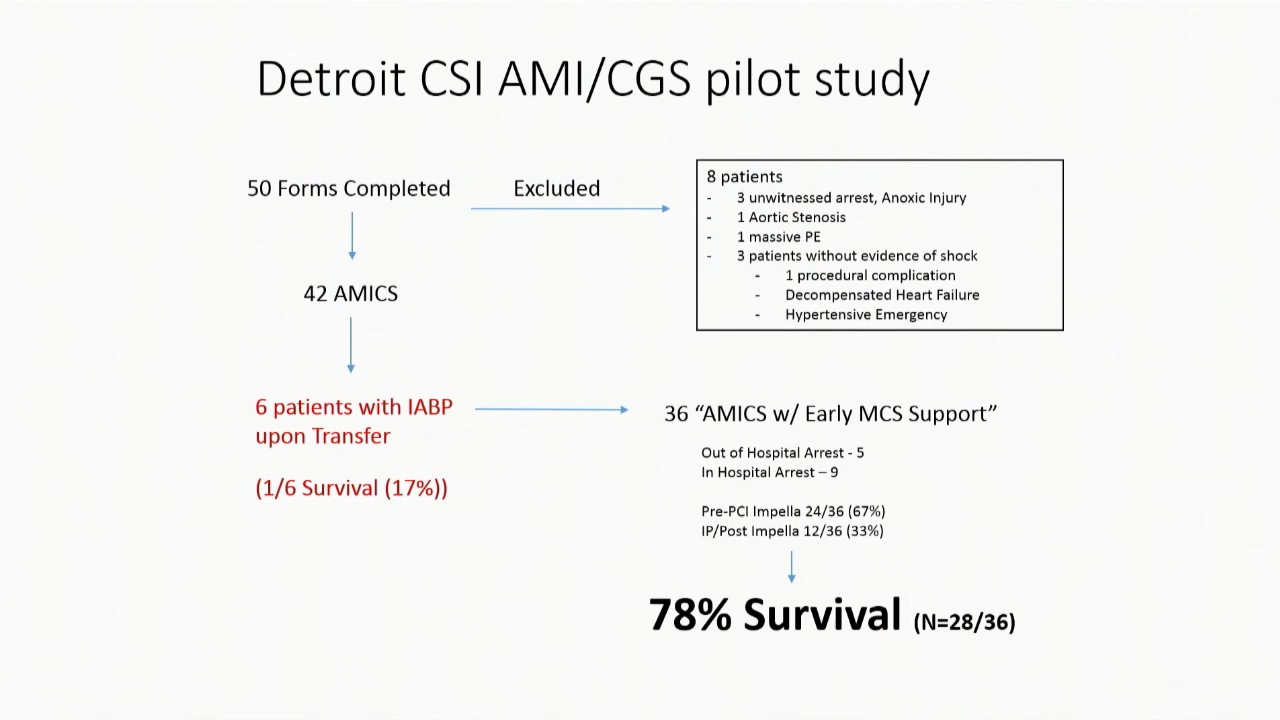 Detroit CSI AMI/CGS pilot study
50 Forms Completed
Excluded
8 patients
- 3 unwitnessed arrest, Anoxic Injury
- 1 Aortic Stenosis
- 1 massive PE
- 3 patients without evidence of shock
- 1 procedural complication
- Decompensated Heart Failure
- Hypertensive Emergency
42 AMICS
6 patients with IABP
upon Transfer
(1/6 Survival (17%))
36 “AMICS w/ Early MCS Support”
Out of Hospital Arrest - 5
In Hospital Arrest – 9
Pre-PCI Impella 24/36 (67%)
IP/Post Impella 12/36 (33%)
78% Survival (N=28/36)